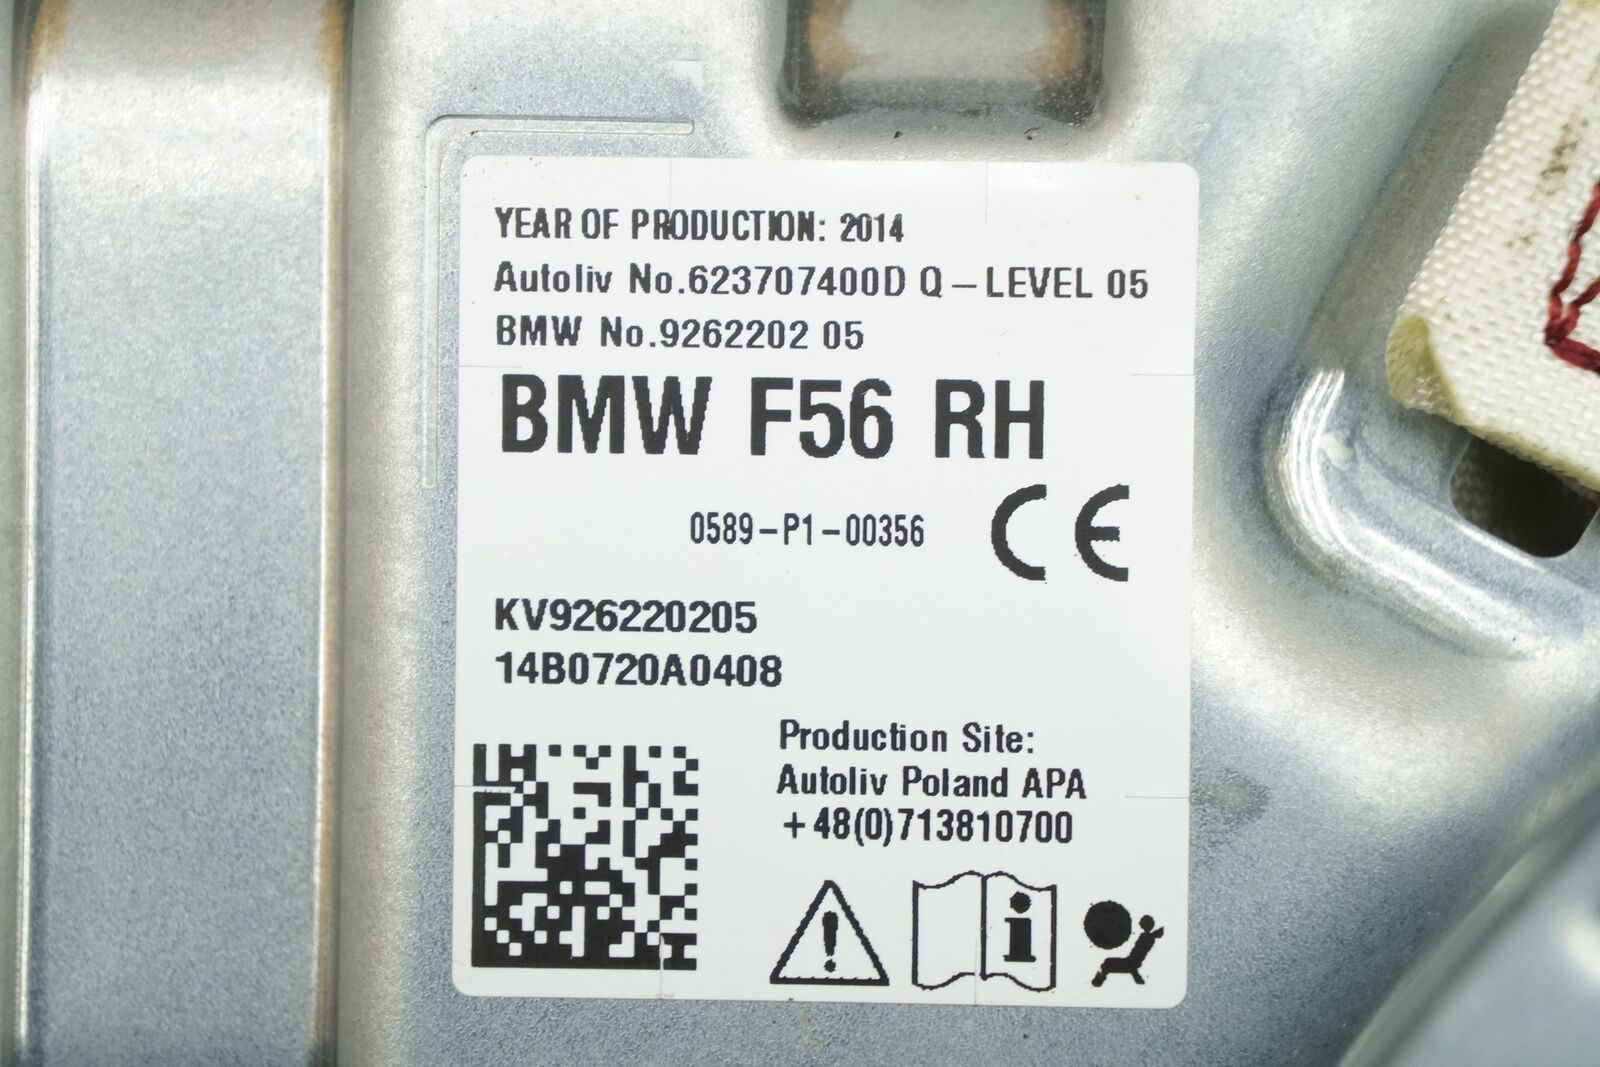 YEAR OF PRODUCTION: 2014
Autoliv No.623707400D Q-LEVEL 05
BMW No.9262202 05
BMW F56 RH
0589-P1-00356
CE
KV926220205
14B0720A0408
Production Site:
Autoliv Poland APA
+48(0)713810700